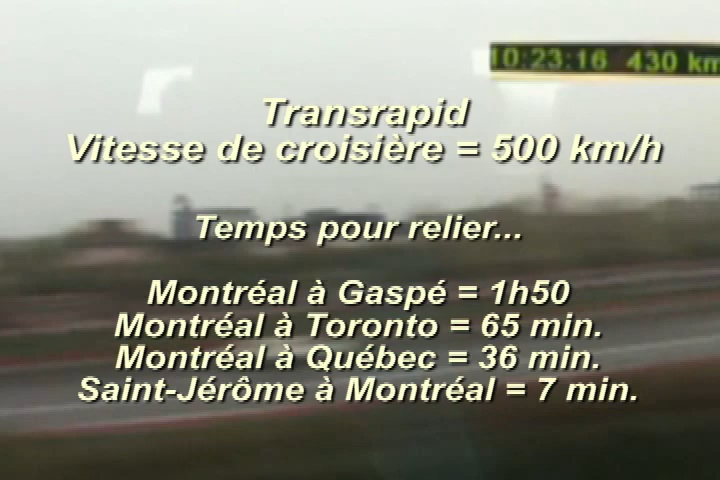 10:23:16 430 km
Transrapid
Vitesse de croisière = 500 km/h
Temps pour relier...
Montréal à Gaspé = 1h50
Montréal à Toronto = 65 min.
Montréal à Québec = 36 min.
Saint-Jérôme à Montréal = 7 min.